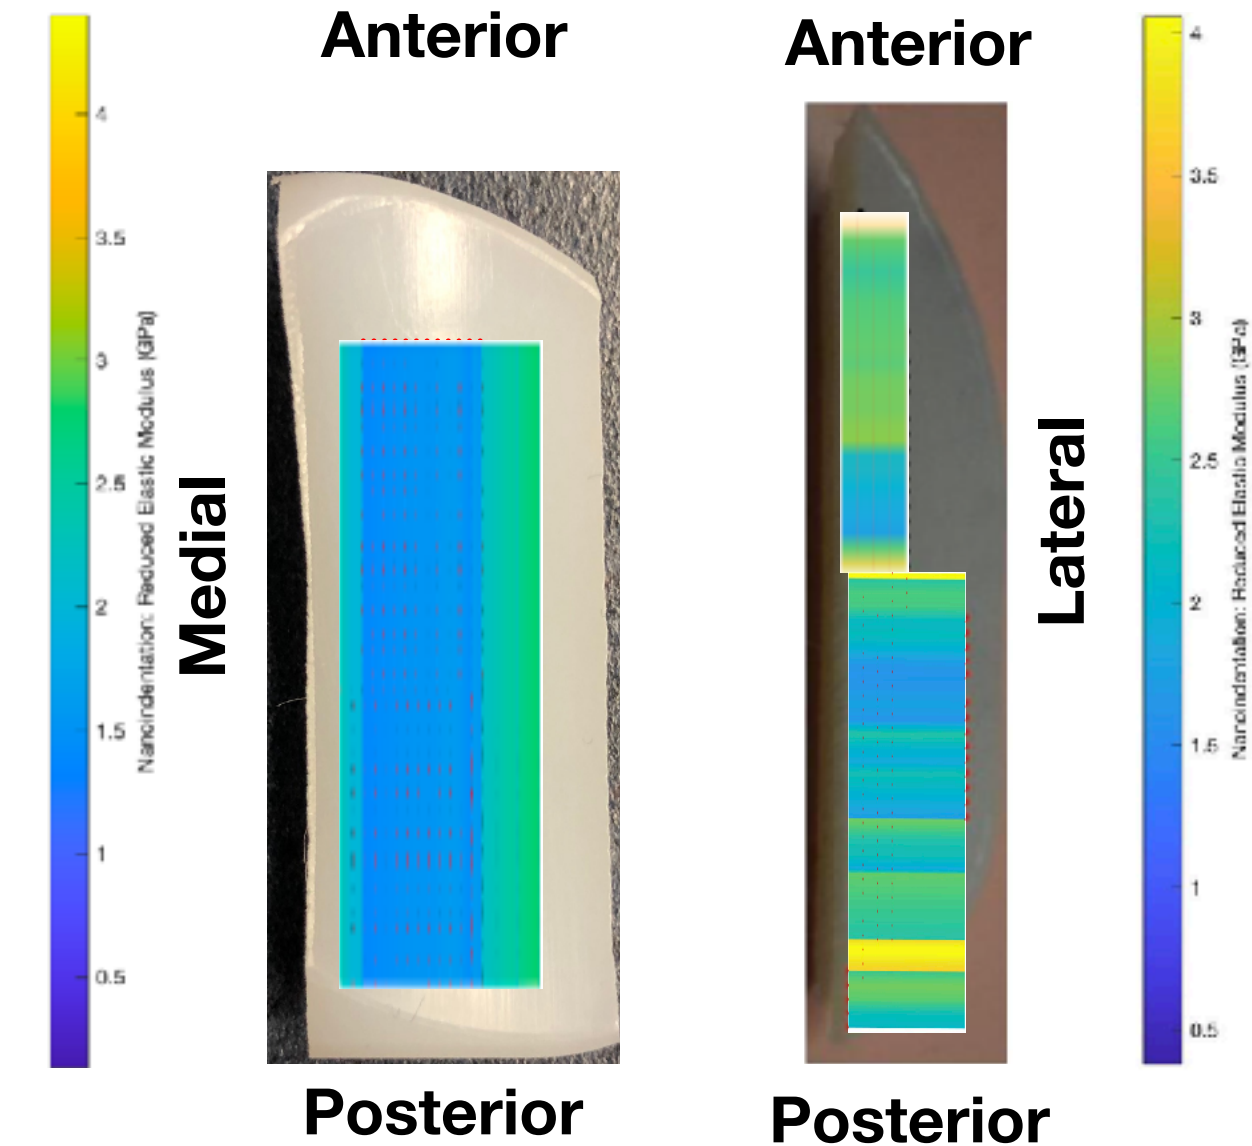 Anterior
Anterior
4
3.5
3
2.5
2
1.5
1
0.5
Nanoindentation: Reduced Elastic Modulus (GPa)
Medial
Lateral
4
3.5
3
2.5
2
1.5
1
0.5
Nanoindentation: Reduced Elastic Modulus (GPa)
Posterior
Posterior